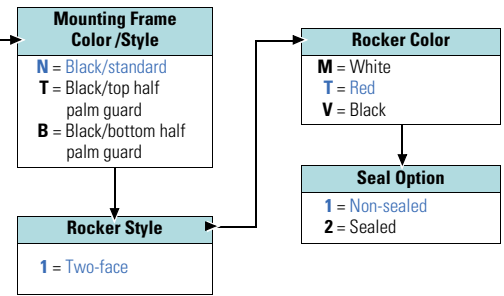 Mounting Frame
Color /Style
N = Black/standard
T = Black/top half
palm guard
B = Black/bottom half
palm guard
Rocker Style
1 = Two-face
Rocker Color
M = White
T = Red
V = Black
Seal Option
1 = Non-sealed
2 = Sealed